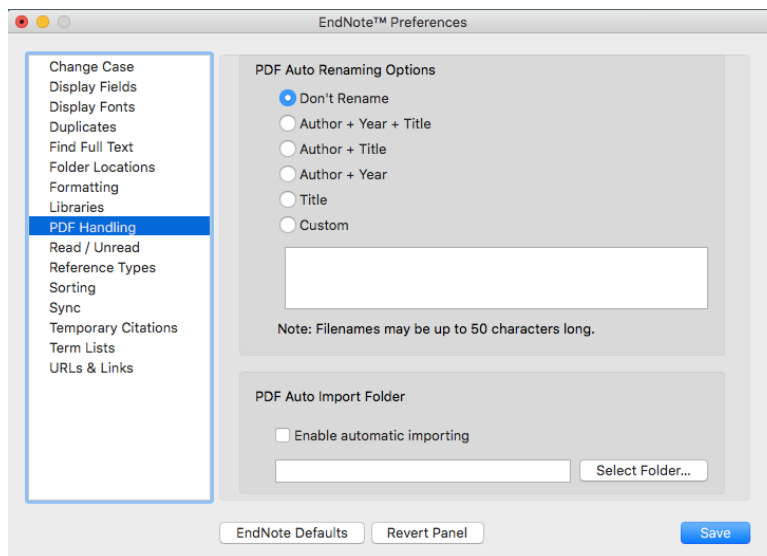 EndNote™ Preferences
Change Case
Display Fields
Display Fonts
Duplicates
Find Full Text
Folder Locations
Formatting
Libraries
PDF Handling
Read / Unread
Reference Types
Sorting
Sync
Temporary Citations
Term Lists
URLs & Links
PDF Auto Renaming Options
Don't Rename
Author + Year + Title
Author + Title
Author + Year
Title
Custom
Note: Filenames may be up to 50 characters long.
PDF Auto Import Folder
Enable automatic importing
Select Folder...
EndNote Defaults
Revert Panel
Save